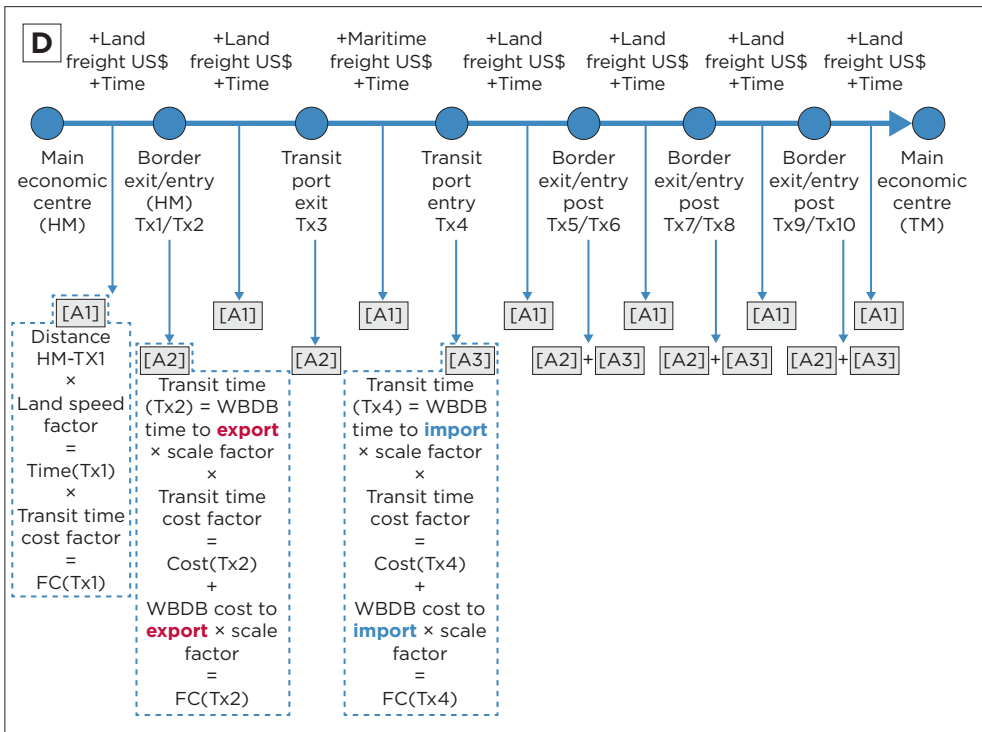 D
+Land
freight US$
+Time
+Land
freight US$
+Time
+Maritime
freight US$
+Time
+Land
freight US$
+Time
+Land
freight US$
+Time
+Land
freight US$
+Time
+Land
freight US$
+Time
Main
economic
centre
(HM)
Border
exit/entry
(HM)
Tx1/Tx2
Transit
port
exit
Tx3
Transit
port
entry
Tx4
Border
exit/entry
post
Tx5/Tx6
Border
exit/entry
post
Tx7/Tx8
Border
exit/entry
post
Tx9/Tx10
Main
economic
centre
(TM)
[A1]
[A1]
[A1]
[A1]
[A1]
[A1]
[A1]
[A2]
[A2]
[A3]
[A2]+[A3]
[A2]+[A3]
[A2]+[A3]
Distance
HM-TX1
×
Land speed
factor
=
Time(Tx1)
×
Transit time
cost factor
=
FC(Tx1)
Transit time
(Tx2) = WBDB
time to export
× scale factor
×
Transit time
cost factor
=
Cost(Tx2)
+
WBDB cost to
export × scale
factor
=
FC(Tx2)
Transit time
(Tx4) = WBDB
time to import
× scale factor
×
Transit time
cost factor
=
Cost(Tx4)
+
WBDB cost to
import × scale
factor
=
FC(Tx4)